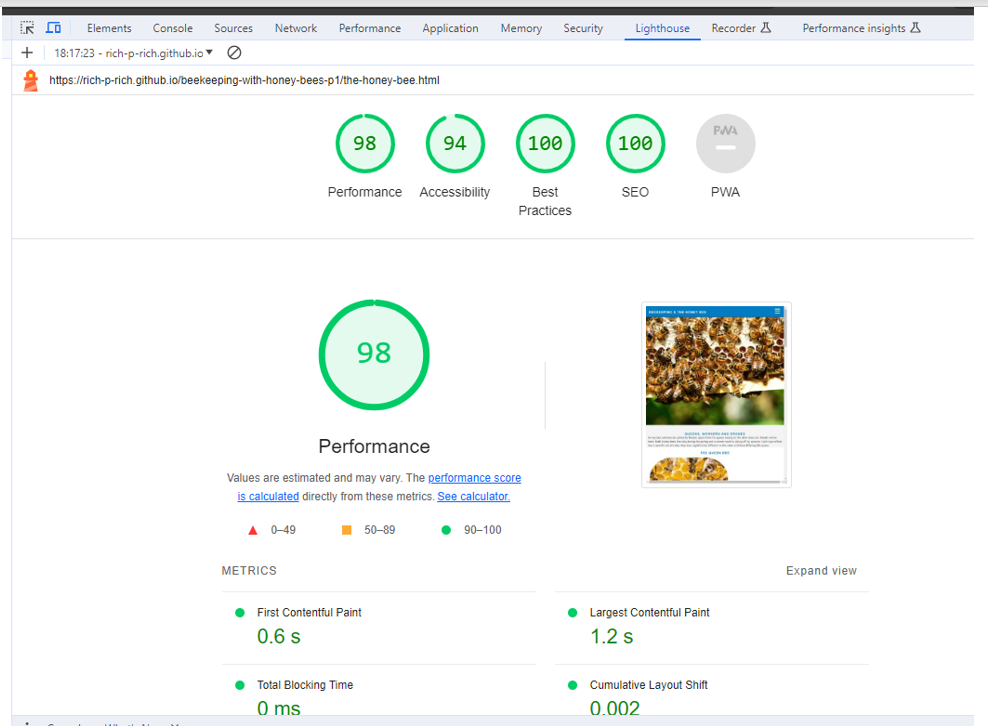 Elements Console Sources Network Performance Application Memory Security Lighthouse Recorder Performance insights
+ 18:17:23 - rich-p-rich.github.io
https://rich-p-rich.github.io/beekeeping-with-honey-bees-p1/the-honey-bee.html
98 94 100 100 PWA
Performance Accessibility Best Practices SEO PWA
98
BEEKEEPING & THE HONEY BEE
QUEENS, WORKERS AND DRONES
THE QUEEN BEE
Performance
Values are estimated and may vary. The performance score
is calculated directly from these metrics. See calculator.
0–49 50–89 90–100
METRICS Expand view
First Contentful Paint
0.6 s
Largest Contentful Paint
1.2 s
Total Blocking Time
0 ms
Cumulative Layout Shift
0.002